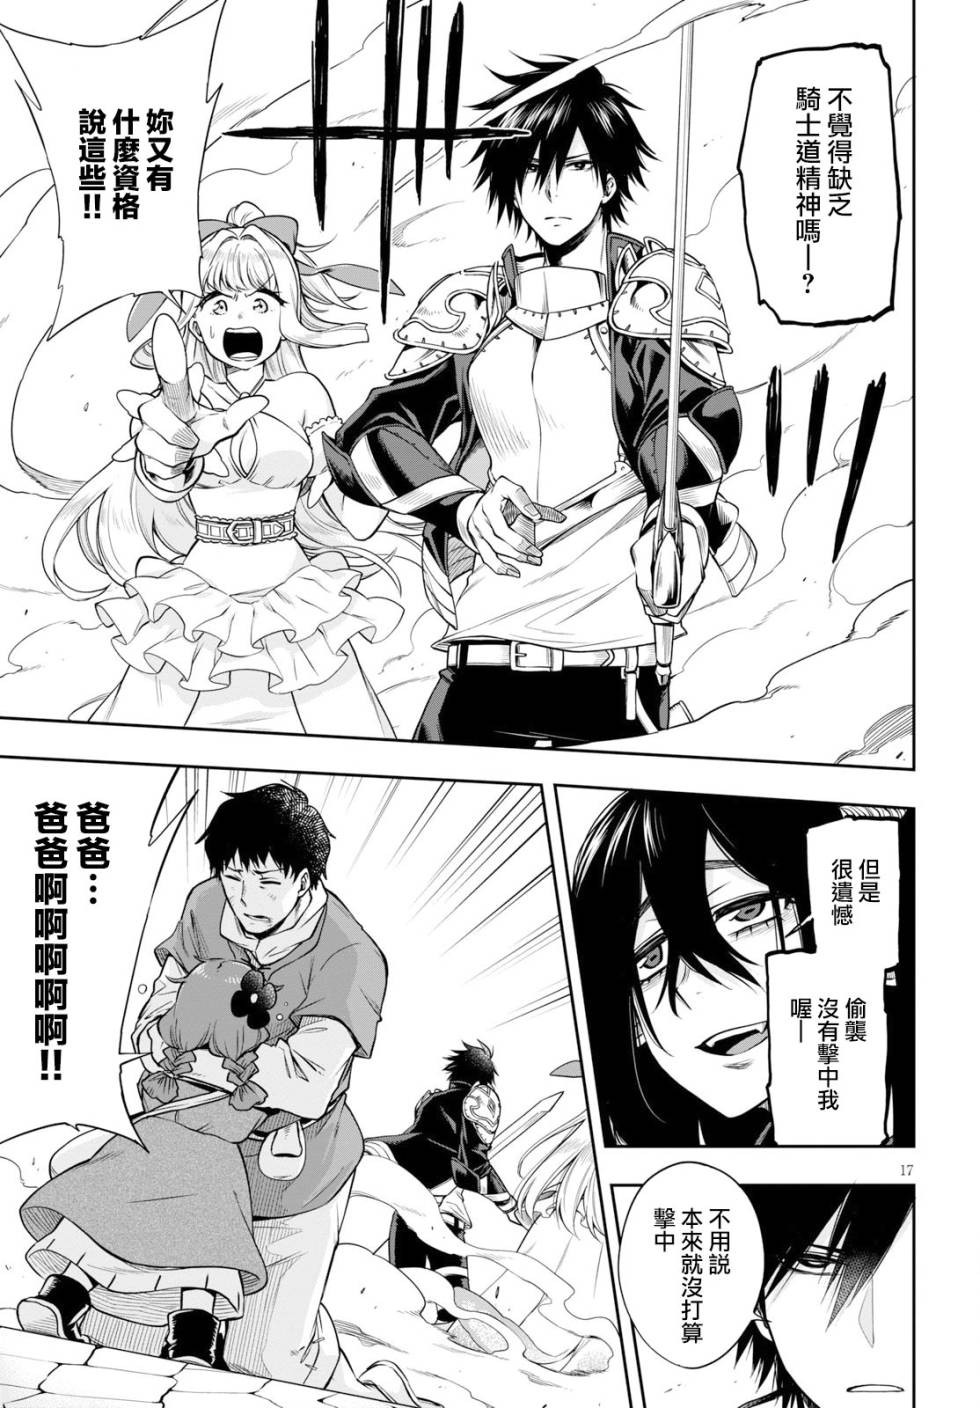 不覺得缺乏
騎士道精神嗎—?
妳又有
什麼資格
說這些!!
但是
很遺憾
偷襲
沒有擊中我
喔—
17
不用說
本來就沒打算
擊中
爸爸…
爸爸啊啊啊啊啊!!